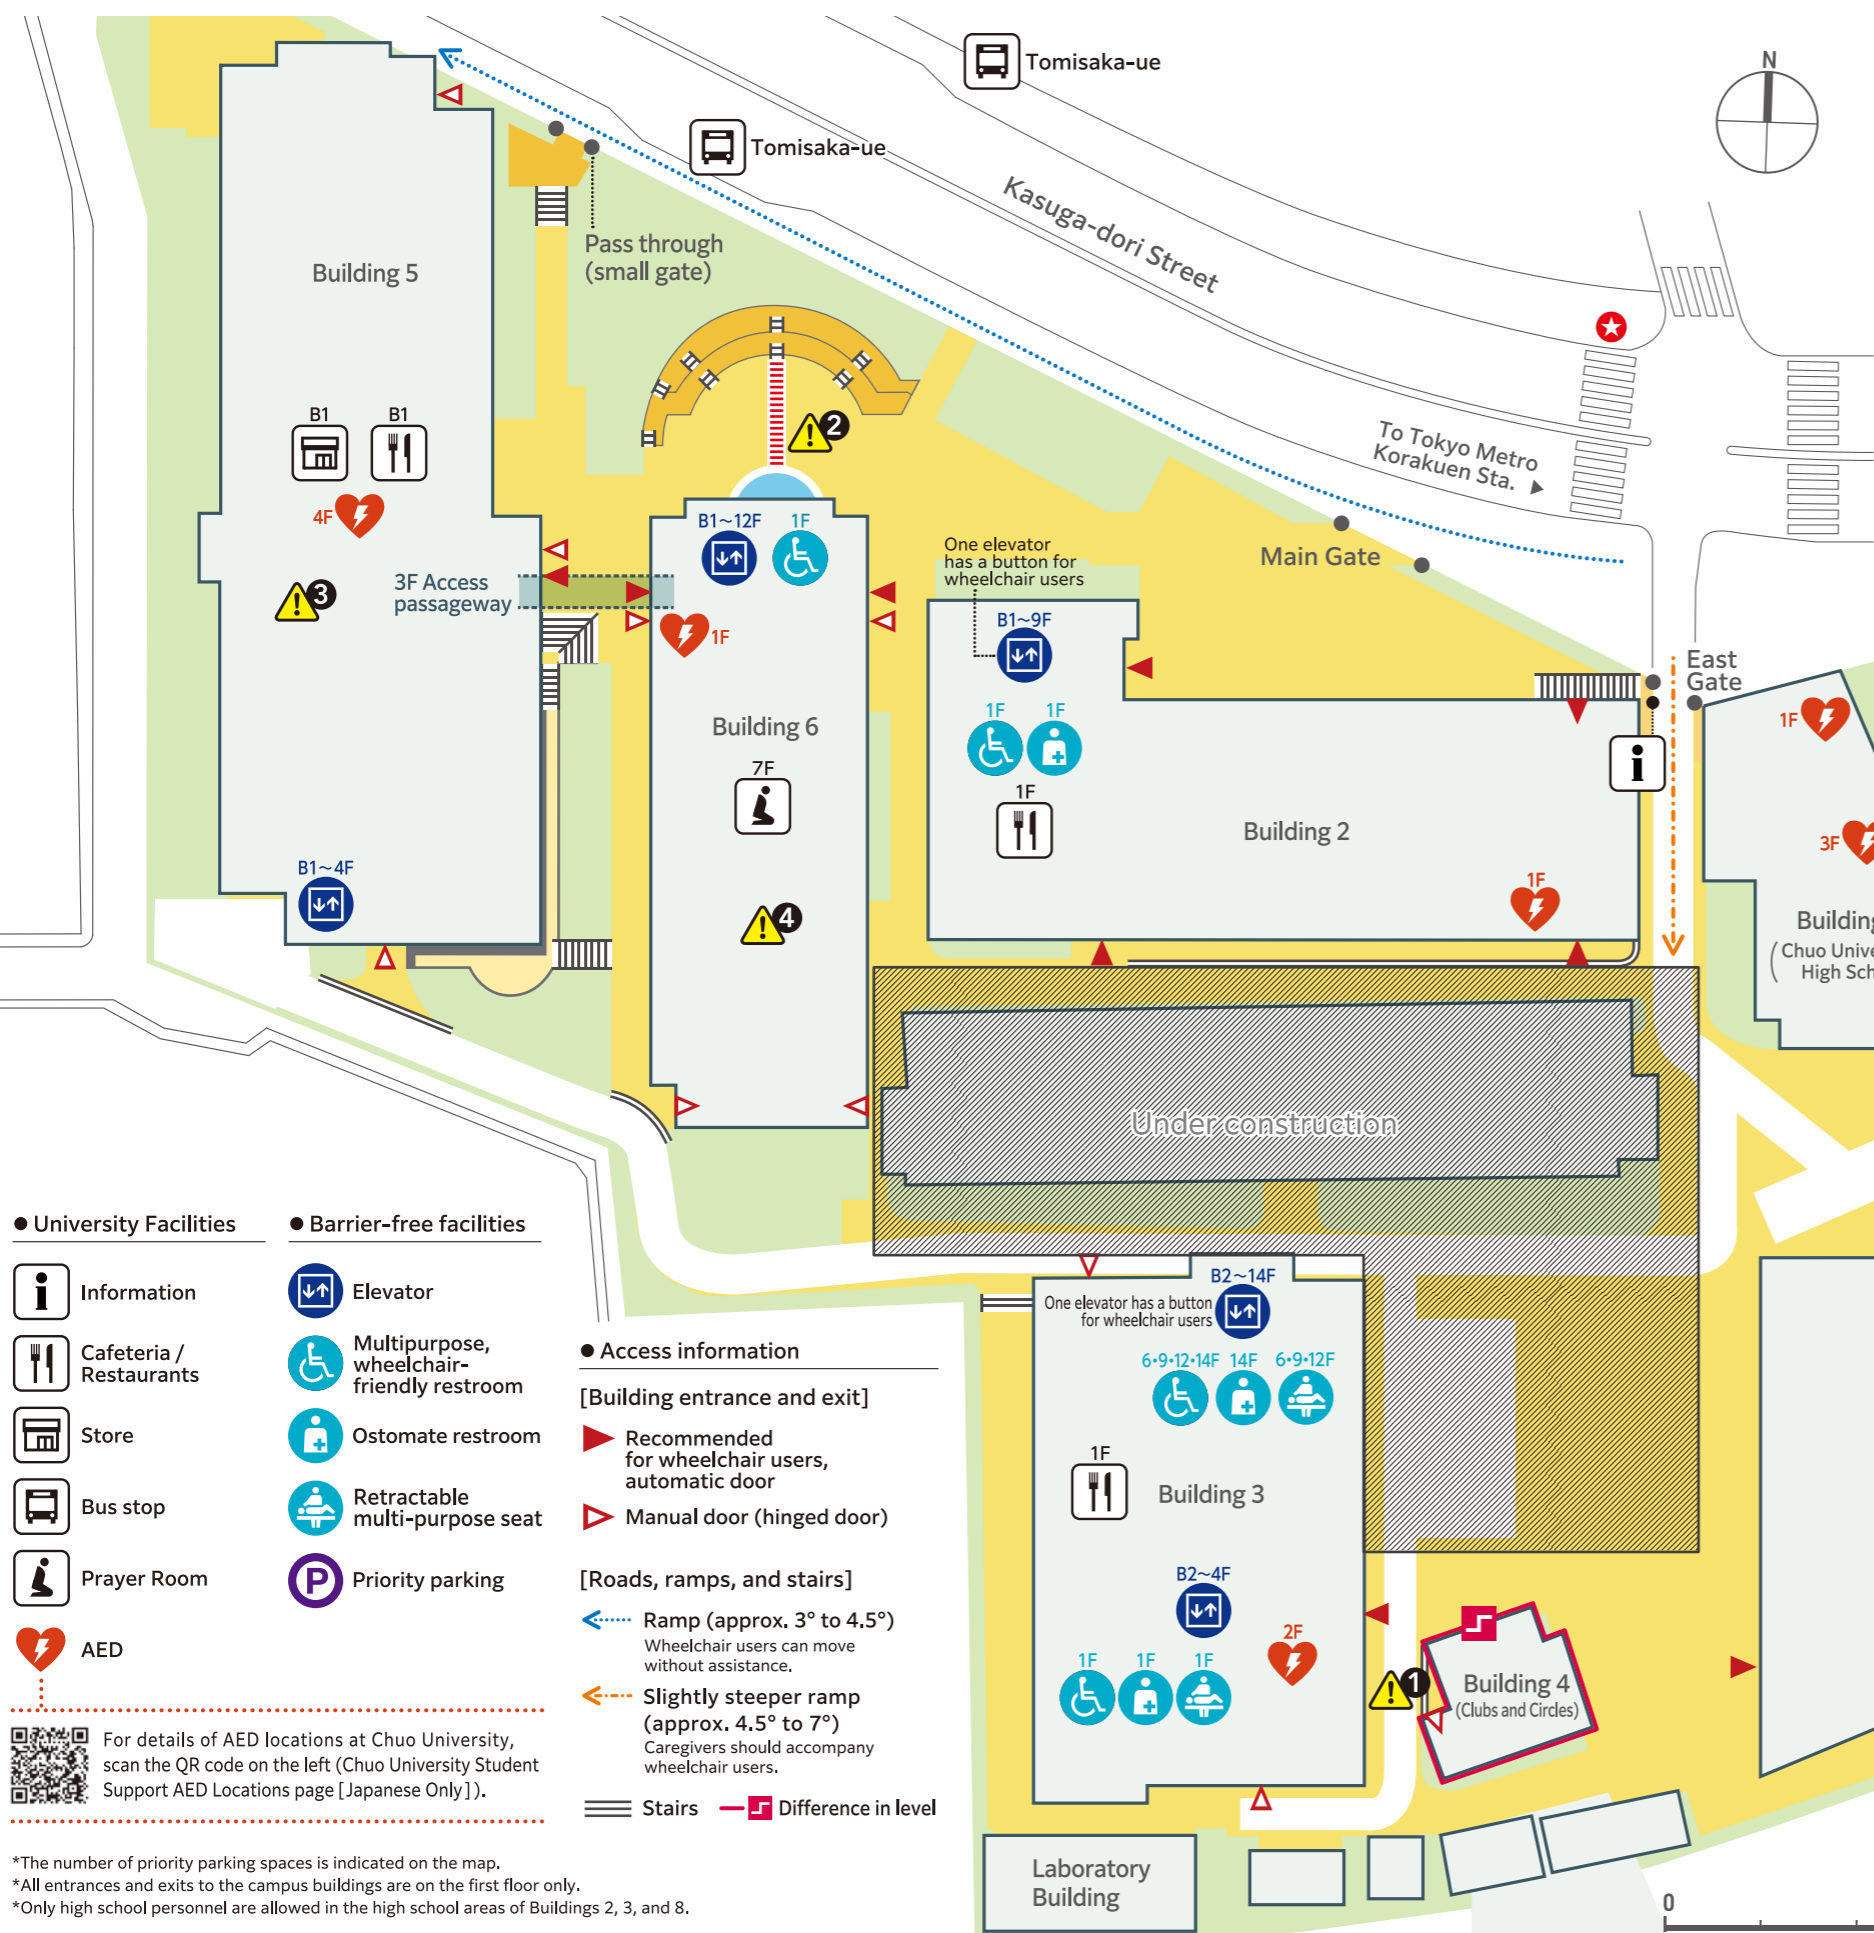 Tomisaka-ue
N
Tomisaka-ue
Kasuga-dori Street
Pass through
(small gate)
Building 5
B1
B1
4F
3
2
To Tokyo Metro
Korakuen Sta.
Main Gate
3F Access
passageway
B1~12F
1F
1F
One elevator
has a button for
wheelchair users
B1~9F
1F
1F
1F
Building 6
7F
4
Building 2
1F
East
Gate
i
1F
3F
Building
(Chuo Unive
High Sch
B1~4F
Under construction
B2~14F
One elevator has a button
for wheelchair users
6•9•12•14F
14F
6•9•12F
1F
Building 3
B2~4F
2F
1F
1F
1F
1
Building 4
(Clubs and Circles)
Laboratory
Building
0
● University Facilities
i Information
Cafeteria /
Restaurants
Store
Bus stop
Prayer Room
AED
● Barrier-free facilities
Elevator
Multipurpose,
wheelchair-
friendly restroom
Ostomate restroom
Retractable
multi-purpose seat
P Priority parking
● Access information
[Building entrance and exit]
Recommended
for wheelchair users,
automatic door
Manual door (hinged door)
[Roads, ramps, and stairs]
Ramp (approx. 3° to 4.5°)
Wheelchair users can move
without assistance.
Slightly steeper ramp
(approx. 4.5° to 7°)
Caregivers should accompany
wheelchair users.
Stairs
Difference in level
For details of AED locations at Chuo University,
scan the QR code on the left (Chuo University Student
Support AED Locations page [Japanese Only]).
*The number of priority parking spaces is indicated on the map.
*All entrances and exits to the campus buildings are on the first floor only.
*Only high school personnel are allowed in the high school areas of Buildings 2, 3, and 8.